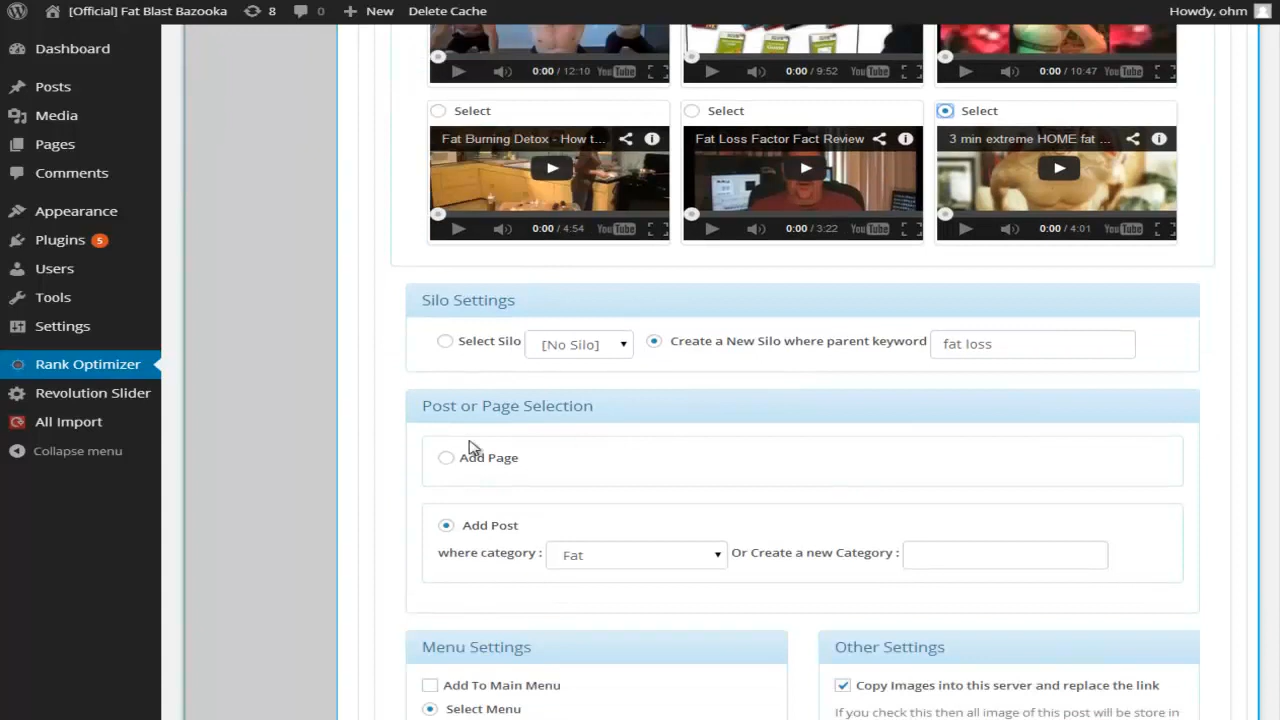 [Official] Fat Blast Bazooka 8 0 New Delete Cache Howdy, ohm
Dashboard
Posts
Media
Pages
Comments
Appearance
Plugins 5
Users
Tools
Settings
Rank Optimizer
Revolution Slider
All Import
Collapse menu
0:00 / 12:10 YouTube 0:00 / 9:52 YouTube 0:00 / 10:47 YouTube
Select Select Select
Fat Burning Detox - How t... Fat Loss Factor Fact Review 3 min extreme HOME fat ...
0:00 / 4:54 YouTube 0:00 / 3:22 YouTube 0:00 / 4:01 YouTube
Silo Settings
Select Silo [No Silo] Create a New Silo where parent keyword fat loss
Post or Page Selection
Add Page
Add Post
where category : Fat Or Create a new Category :
Menu Settings
Add To Main Menu
Select Menu
Other Settings
Copy Images into this server and replace the link
If you check this then all image of this post will be store in